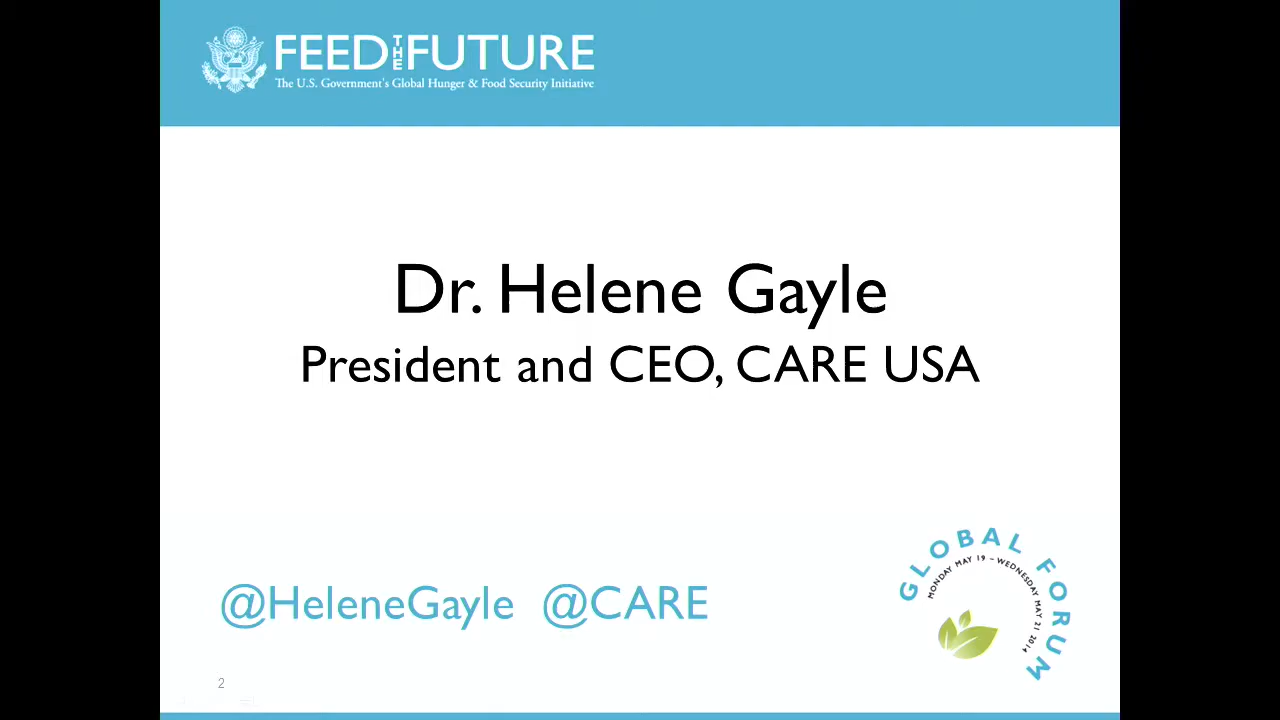 FEED THE FUTURE
The U.S. Government's Global Hunger & Food Security Initiative
Dr. Helene Gayle
President and CEO, CARE USA
@HeleneGayle @CARE
GLOBAL FORUM
MONDAY MAY 19 – WEDNESDAY MAY 21 2014
2